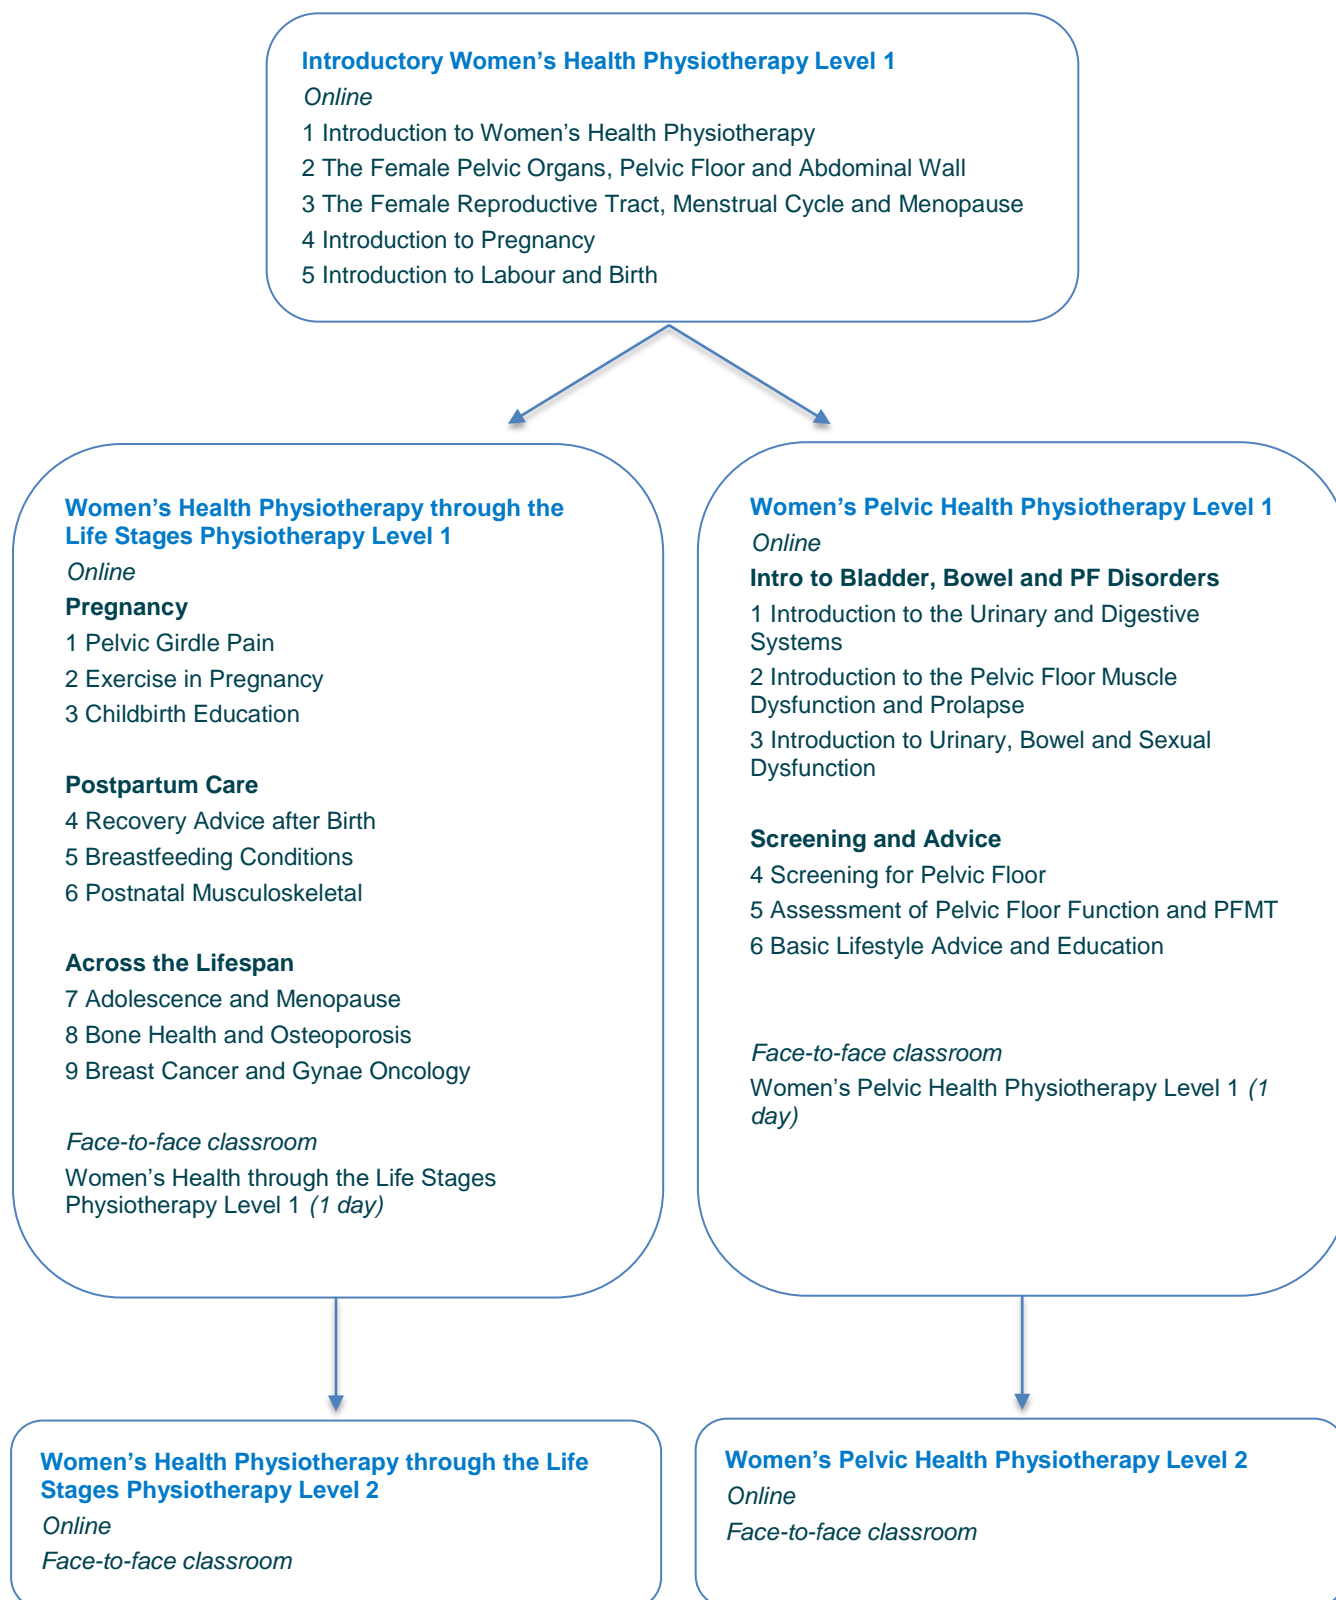 Introductory Women’s Health Physiotherapy Level 1
Online
1 Introduction to Women’s Health Physiotherapy
2 The Female Pelvic Organs, Pelvic Floor and Abdominal Wall
3 The Female Reproductive Tract, Menstrual Cycle and Menopause
4 Introduction to Pregnancy
5 Introduction to Labour and Birth
Women’s Health Physiotherapy through the
Life Stages Physiotherapy Level 1
Online
Pregnancy
1 Pelvic Girdle Pain
2 Exercise in Pregnancy
3 Childbirth Education
Postpartum Care
4 Recovery Advice after Birth
5 Breastfeeding Conditions
6 Postnatal Musculoskeletal
Across the Lifespan
7 Adolescence and Menopause
8 Bone Health and Osteoporosis
9 Breast Cancer and Gynae Oncology
Face-to-face classroom
Women’s Health through the Life Stages
Physiotherapy Level 1 (1 day)
Women’s Pelvic Health Physiotherapy Level 1
Online
Intro to Bladder, Bowel and PF Disorders
1 Introduction to the Urinary and Digestive
Systems
2 Introduction to the Pelvic Floor Muscle
Dysfunction and Prolapse
3 Introduction to Urinary, Bowel and Sexual
Dysfunction
Screening and Advice
4 Screening for Pelvic Floor
5 Assessment of Pelvic Floor Function and PFMT
6 Basic Lifestyle Advice and Education
Face-to-face classroom
Women’s Pelvic Health Physiotherapy Level 1 (1
day)
Women’s Health Physiotherapy through the Life
Stages Physiotherapy Level 2
Online
Face-to-face classroom
Women’s Pelvic Health Physiotherapy Level 2
Online
Face-to-face classroom